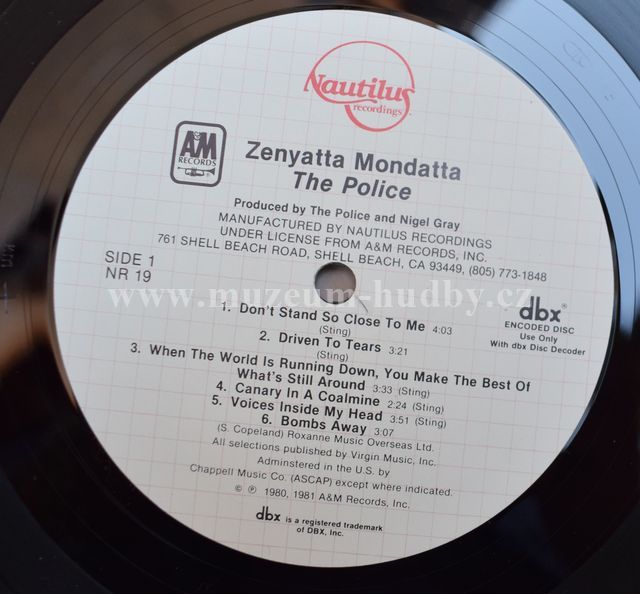 Nautilus
recordings
A&M
RECORDS
Zenyatta Mondatta
The Police
Produced by The Police and Nigel Gray
MANUFACTURED BY NAUTILUS RECORDINGS
UNDER LICENSE FROM A&M RECORDS, INC.
761 SHELL BEACH ROAD, SHELL BEACH, CA 93449, (805) 773-1848
SIDE 1
NR 19
www.muzeum-hudby.cz
dbx®
ENCODED DISC
Use Only
With dbx Disc Decoder
1. Don't Stand So Close To Me 4:03
(Sting)
2. Driven To Tears 3:21
(Sting)
3. When The World Is Running Down, You Make The Best Of
What's Still Around 3:33 (Sting)
4. Canary In A Coalmine 2:24 (Sting)
5. Voices Inside My Head 3:51 (Sting)
6. Bombs Away 3:07
(S. Copeland) Roxanne Music Overseas Ltd.
All selections published by Virgin Music, Inc.
Adminstered in the U.S. by
Chappell Music Co. (ASCAP) except where indicated.
© ℗ 1980, 1981 A&M Records, Inc.
dbx is a registered trademark
of DBX, Inc.